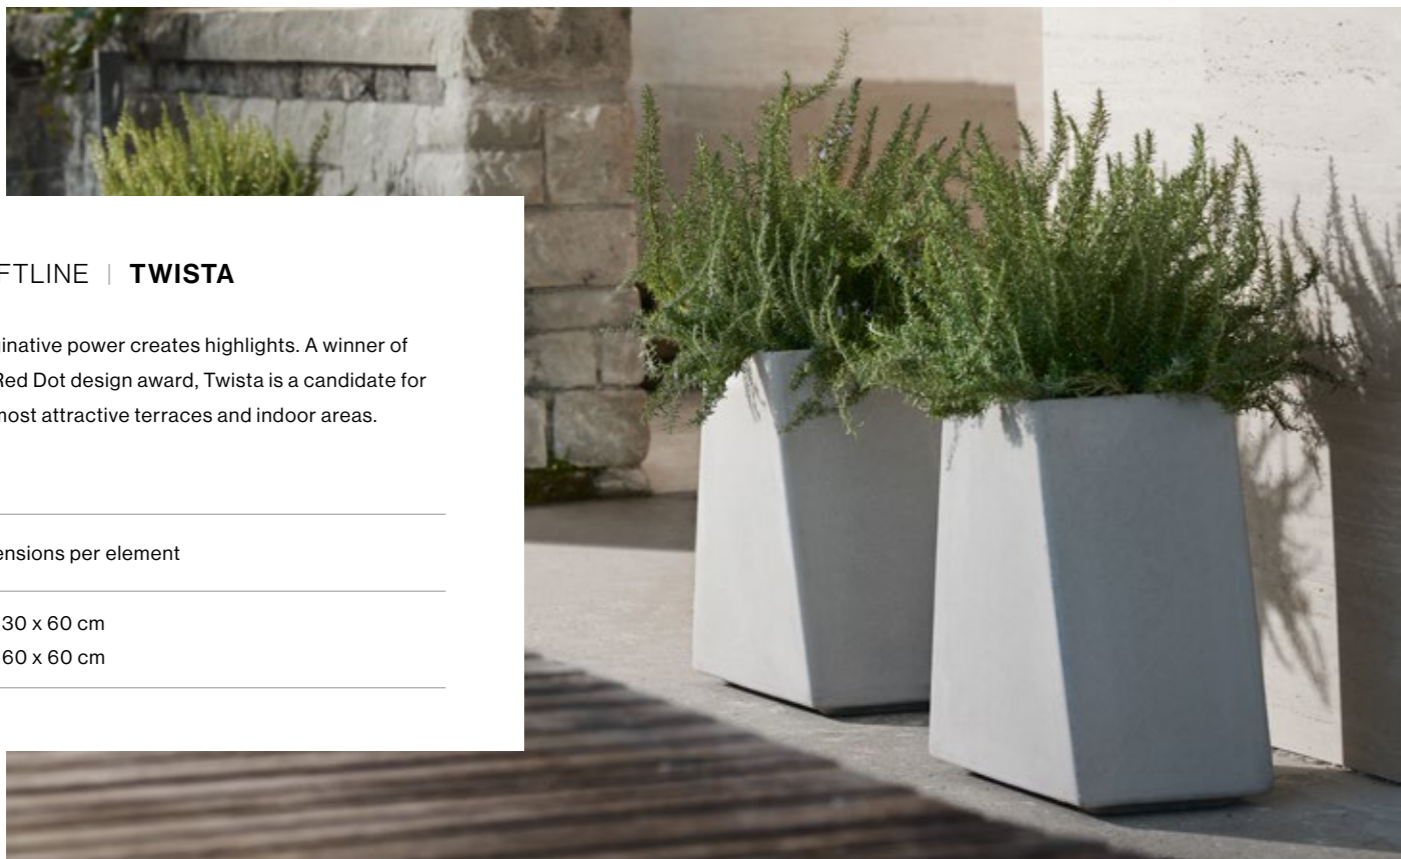 FTLINE | TWISTA
inative power creates highlights. A winner of
Red Dot design award, Twista is a candidate for
most attractive terraces and indoor areas.
ensions per element
30 x 60 cm
60 x 60 cm